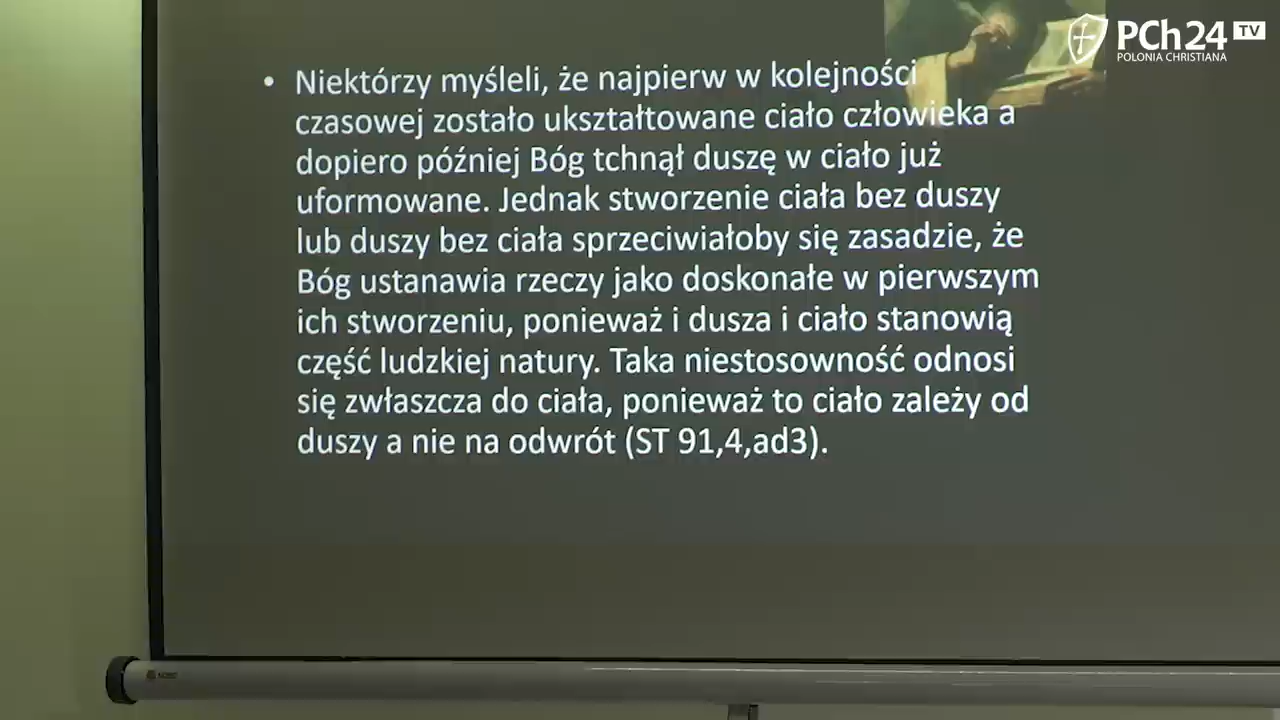 PCh24 TV
POLONIA CHRISTIANA
• Niektórzy myśleli, że najpierw w kolejności
czasowej zostało ukształtowane ciało człowieka a
dopiero później Bóg tchnął duszę w ciało już
uformowane. Jednak stworzenie ciała bez duszy
lub duszy bez ciała sprzeciwiałoby się zasadzie, że
Bóg ustanawia rzeczy jako doskonałe w pierwszym
ich stworzeniu, ponieważ i dusza i ciało stanowią
część ludzkiej natury. Taka niestosowność odnosi
się zwłaszcza do ciała, ponieważ to ciało zależy od
duszy a nie na odwrót (ST 91,4,ad3).